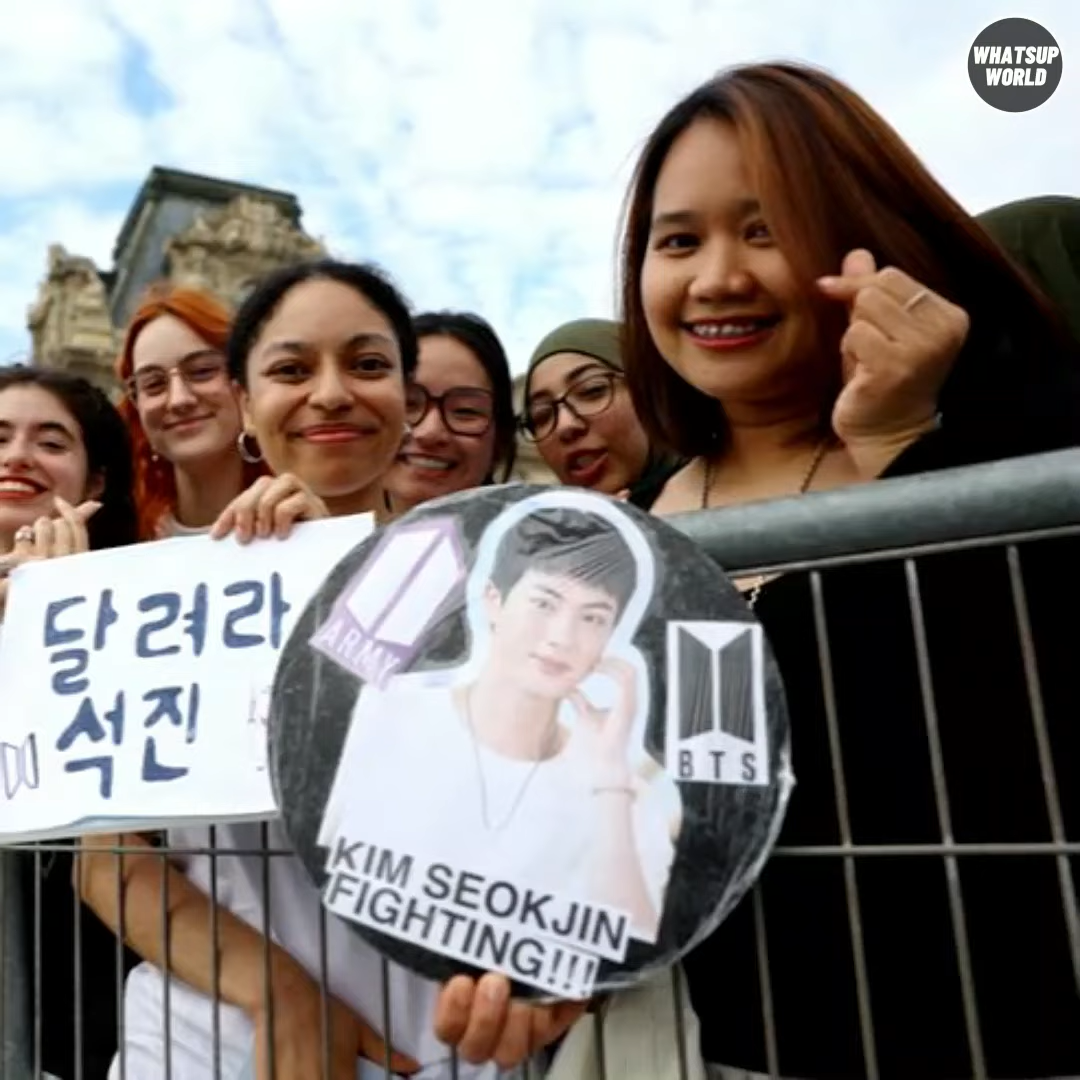 WHATSUP
WORLD
달려라
석진
ARMY
BTS
KIM SEOKJIN
FIGHTING!!!